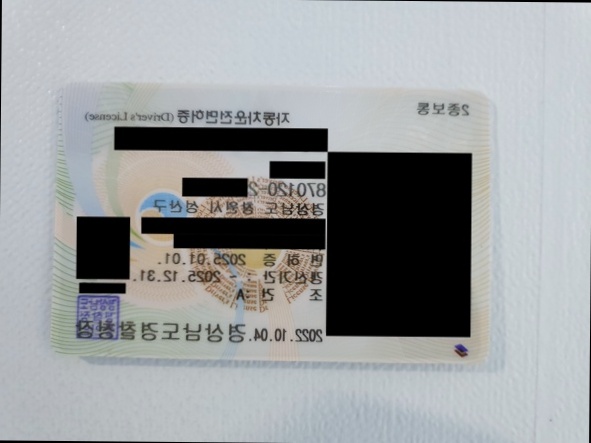 2종보통
자동차운전면허증 (Driver's License)
870120-2
경상남도 창원시 성산구
면 허 증 2025.01.01.
갱신기간 : ~ 2025.12.31.
조 건 :A
2022.10.04. 경상남도경찰청장